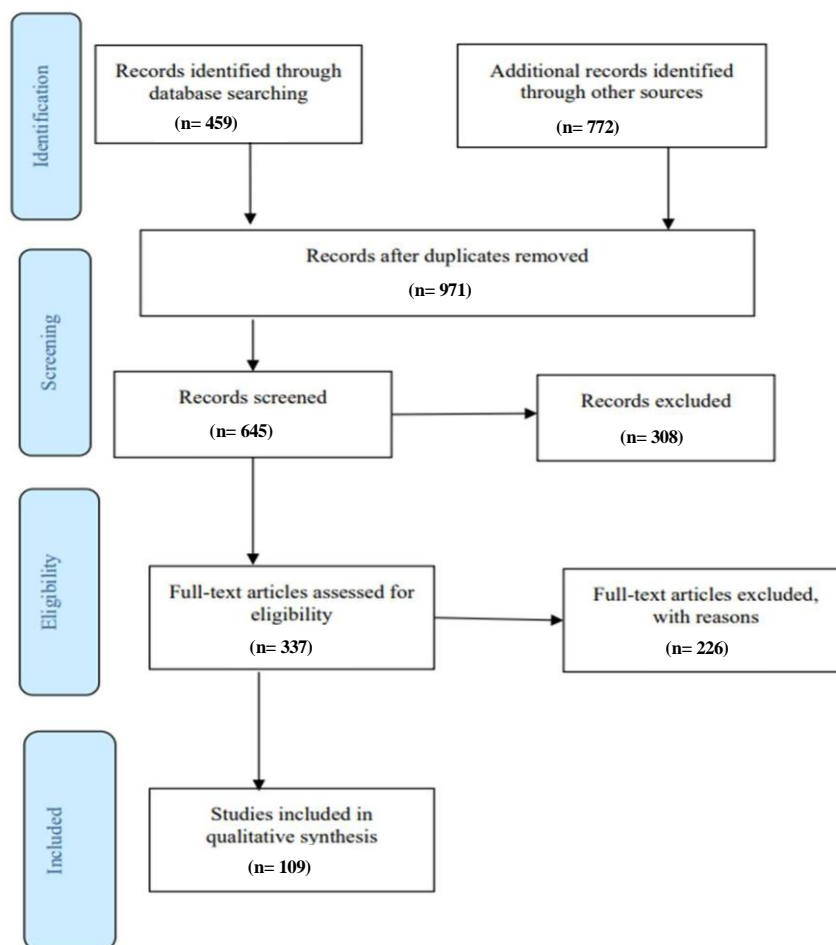 Identification
Records identified through
database searching
(n= 459)
Additional records identified
through other sources
(n= 772)
Records after duplicates removed
(n= 971)
Screening
Records screened
(n= 645)
Records excluded
(n= 308)
Eligibility
Full-text articles assessed for
eligibility
(n= 337)
Full-text articles excluded,
with reasons
(n= 226)
Included
Studies included in
qualitative synthesis
(n= 109)